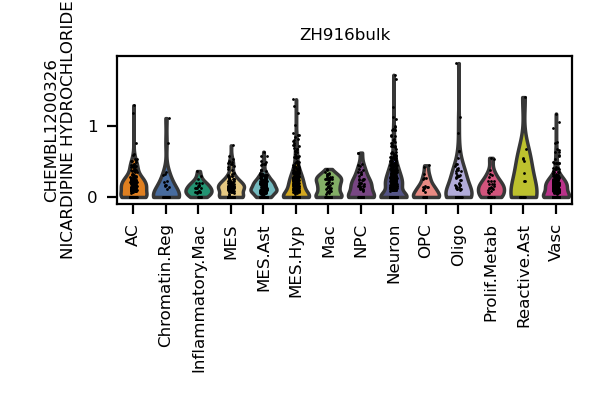 ZH916bulk
CHEMBL1200326
NICARDIPINE HYDROCHLORIDE
1
0
AC
Chromatin.Reg
Inflammatory.Mac
MES
MES.Ast
MES.Hyp
Mac
NPC
Neuron
OPC
Oligo
Prolif.Metab
Reactive.Ast
Vasc